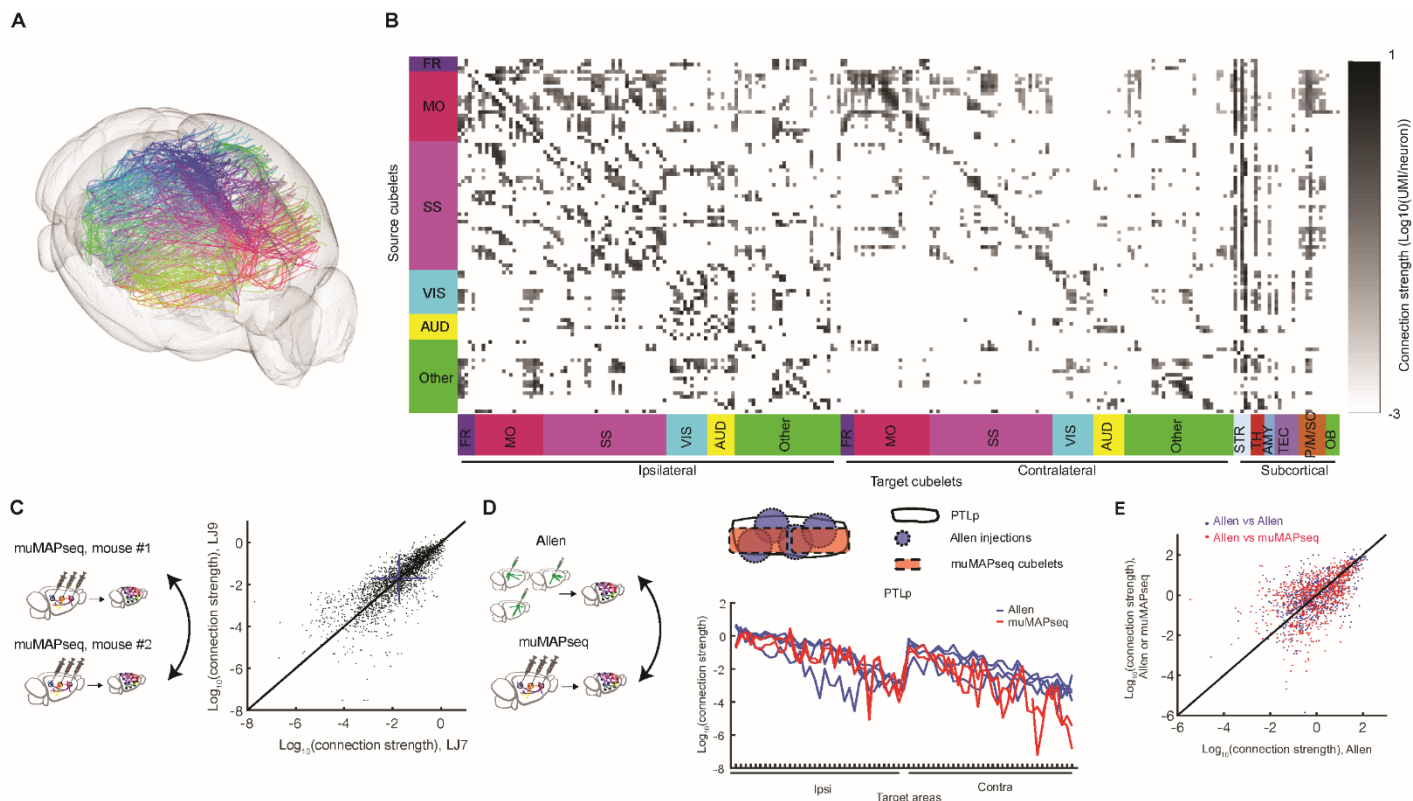 A
B
FR
MO
SS
VIS
AUD
Other
Source cubelets
FR
MO
SS
VIS
AUD
Other
FR
MO
SS
VIS
AUD
Other
STR
TH
AMY
TEC
P/M/SC
OB
Ipsilateral
Contralateral
Subcortical
Target cubelets
1
-3
Connection strength (Log10(UMI/neuron))
C
muMAPseq, mouse #1
muMAPseq, mouse #2
Log10(connection strength), LJ9
0
-2
-4
-6
-8
-8
-4
-2
0
Log10(connection strength), LJ7
D
Allen
muMAPseq
PTLp
Allen injections
muMAPseq cubelets
PTLp
Allen
muMAPseq
Log10(connection strength)
2
0
-2
-4
-6
-8
Ipsi
Contra
Target areas
E
Allen vs Allen
Allen vs muMAPseq
Log10(connection strength),
Allen or muMAPseq
2
0
-2
-4
-6
-6
-4
-2
0
2
Log10(connection strength), Allen